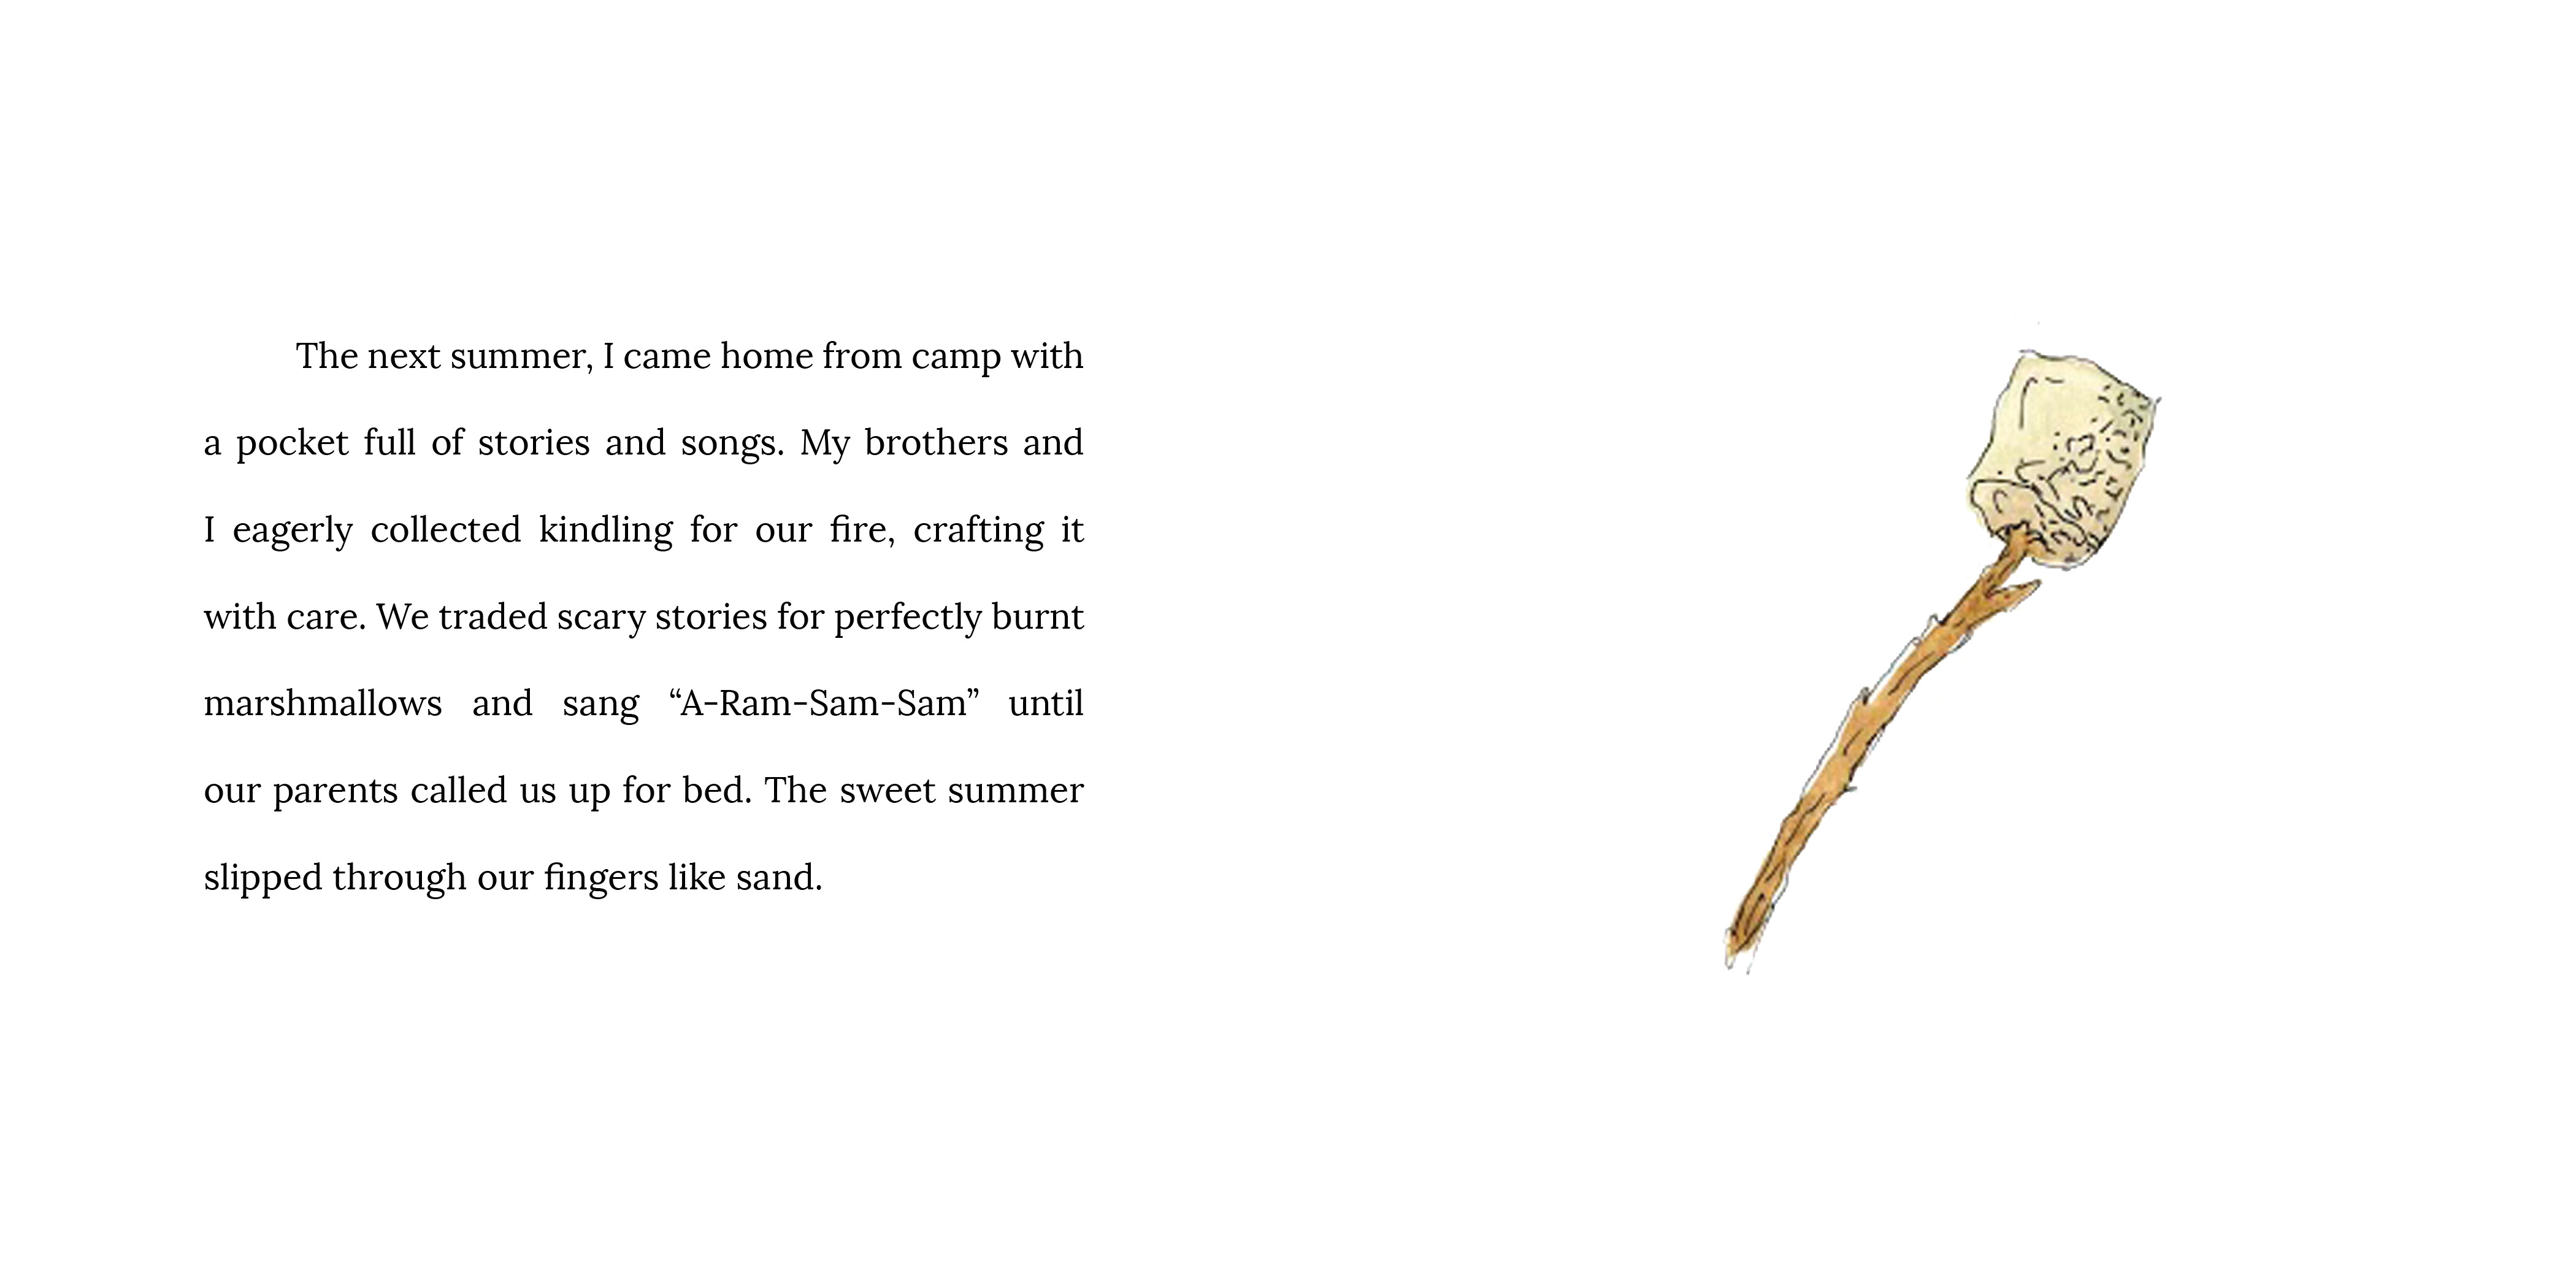 The next summer, I came home from camp with
a pocket full of stories and songs. My brothers and
I eagerly collected kindling for our fire, crafting it
with care. We traded scary stories for perfectly burnt
marshmallows and sang “A-Ram-Sam-Sam” until
our parents called us up for bed. The sweet summer
slipped through our fingers like sand.